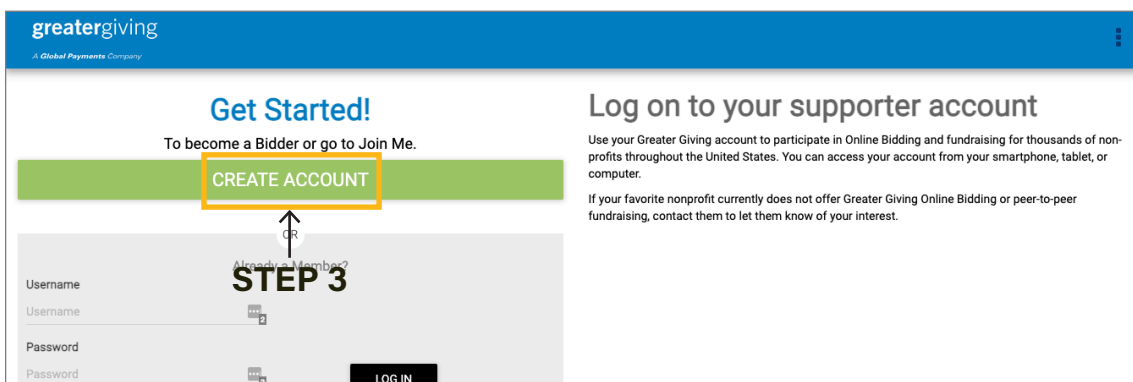 greatergiving
A Global Payments Company
Get Started!
To become a Bidder or go to Join Me.
CREATE ACCOUNT
OR
Already a Member?
STEP 3
Username
Username
2
Password
Password
LOG IN
Log on to your supporter account
Use your Greater Giving account to participate in Online Bidding and fundraising for thousands of non-
profits throughout the United States. You can access your account from your smartphone, tablet, or
computer.
If your favorite nonprofit currently does not offer Greater Giving Online Bidding or peer-to-peer
fundraising, contact them to let them know of your interest.